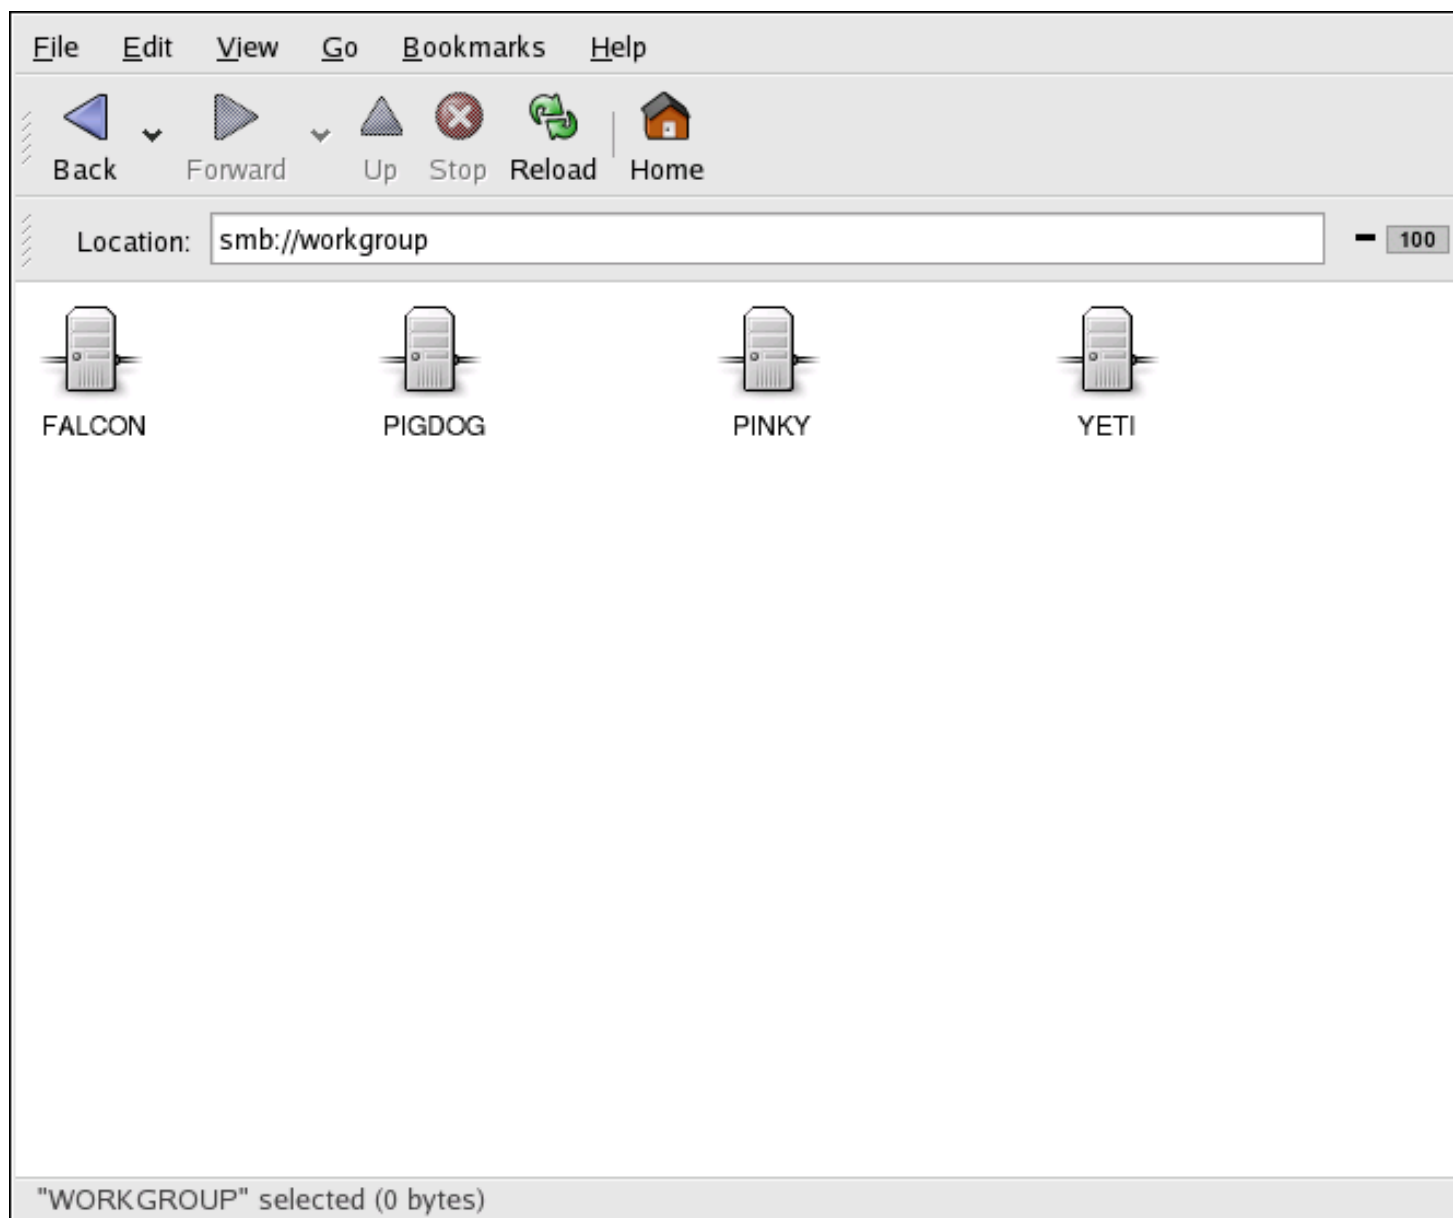 File Edit View Go Bookmarks Help
Back Forward Up Stop Reload Home
Location: smb://workgroup 100
FALCON PIGDOG PINKY YETI
"WORKGROUP" selected (0 bytes)